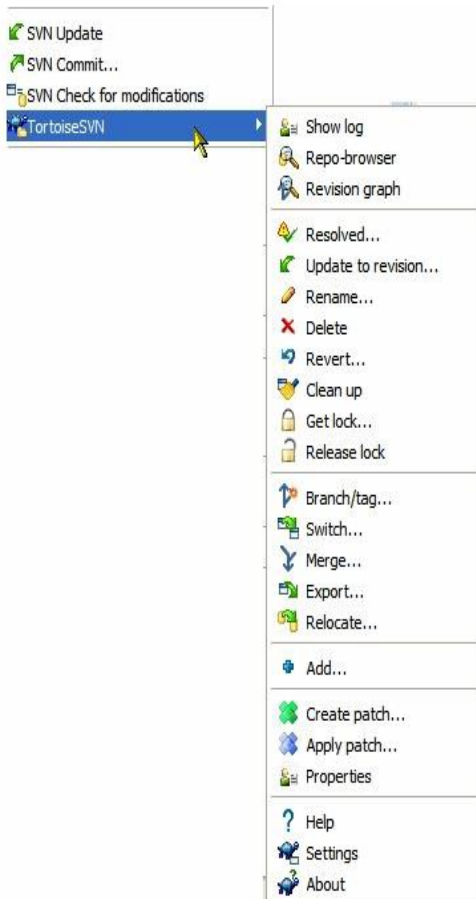 SVN Update
SVN Commit...
SVN Check for modifications
TortoiseSVN
Show log
Repo-browser
Revision graph
Resolved...
Update to revision...
Rename...
Delete
Revert...
Clean up
Get lock...
Release lock
Branch/tag...
Switch...
Merge...
Export...
Relocate...
Add...
Create patch...
Apply patch...
Properties
Help
Settings
About